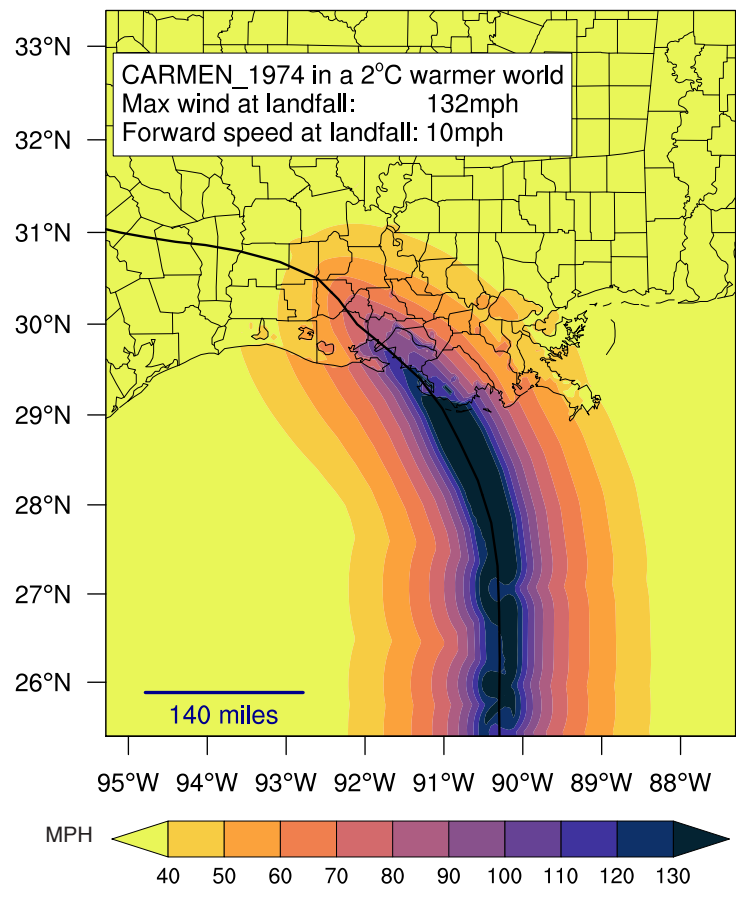 CARMEN_1974 in a 2°C warmer world
Max wind at landfall: 132mph
Forward speed at landfall: 10mph
33°N
32°N
31°N
30°N
29°N
28°N
27°N
26°N
140 miles
95°W 94°W 93°W 92°W 91°W 90°W 89°W 88°W
MPH
40 50 60 70 80 90 100 110 120 130